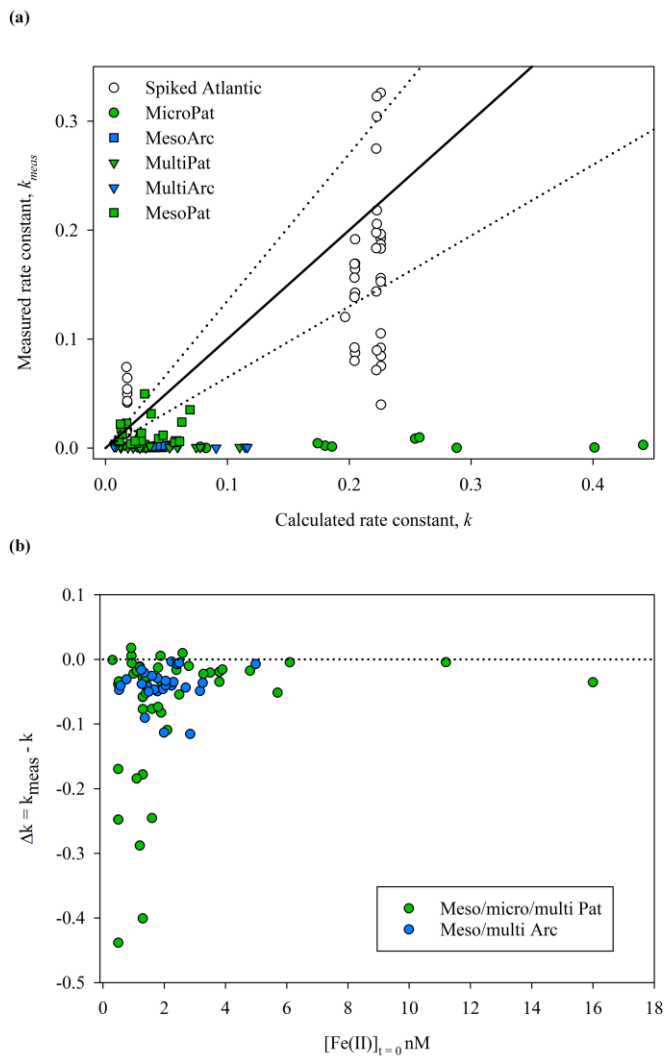 (a)
Spiked Atlantic
MicroPat
MesoArc
MultiPat
MultiArc
MesoPat
Measured rate constant, k_meas
0.3
0.2
0.1
0.0
0.0 0.1 0.2 0.3 0.4
Calculated rate constant, k
(b)
Δk = k_meas - k
0.1
0.0
-0.1
-0.2
-0.3
-0.4
-0.5
Meso/micro/multi Pat
Meso/multi Arc
0 2 4 6 8 10 12 14 16 18
[Fe(II)]_t = 0 nM